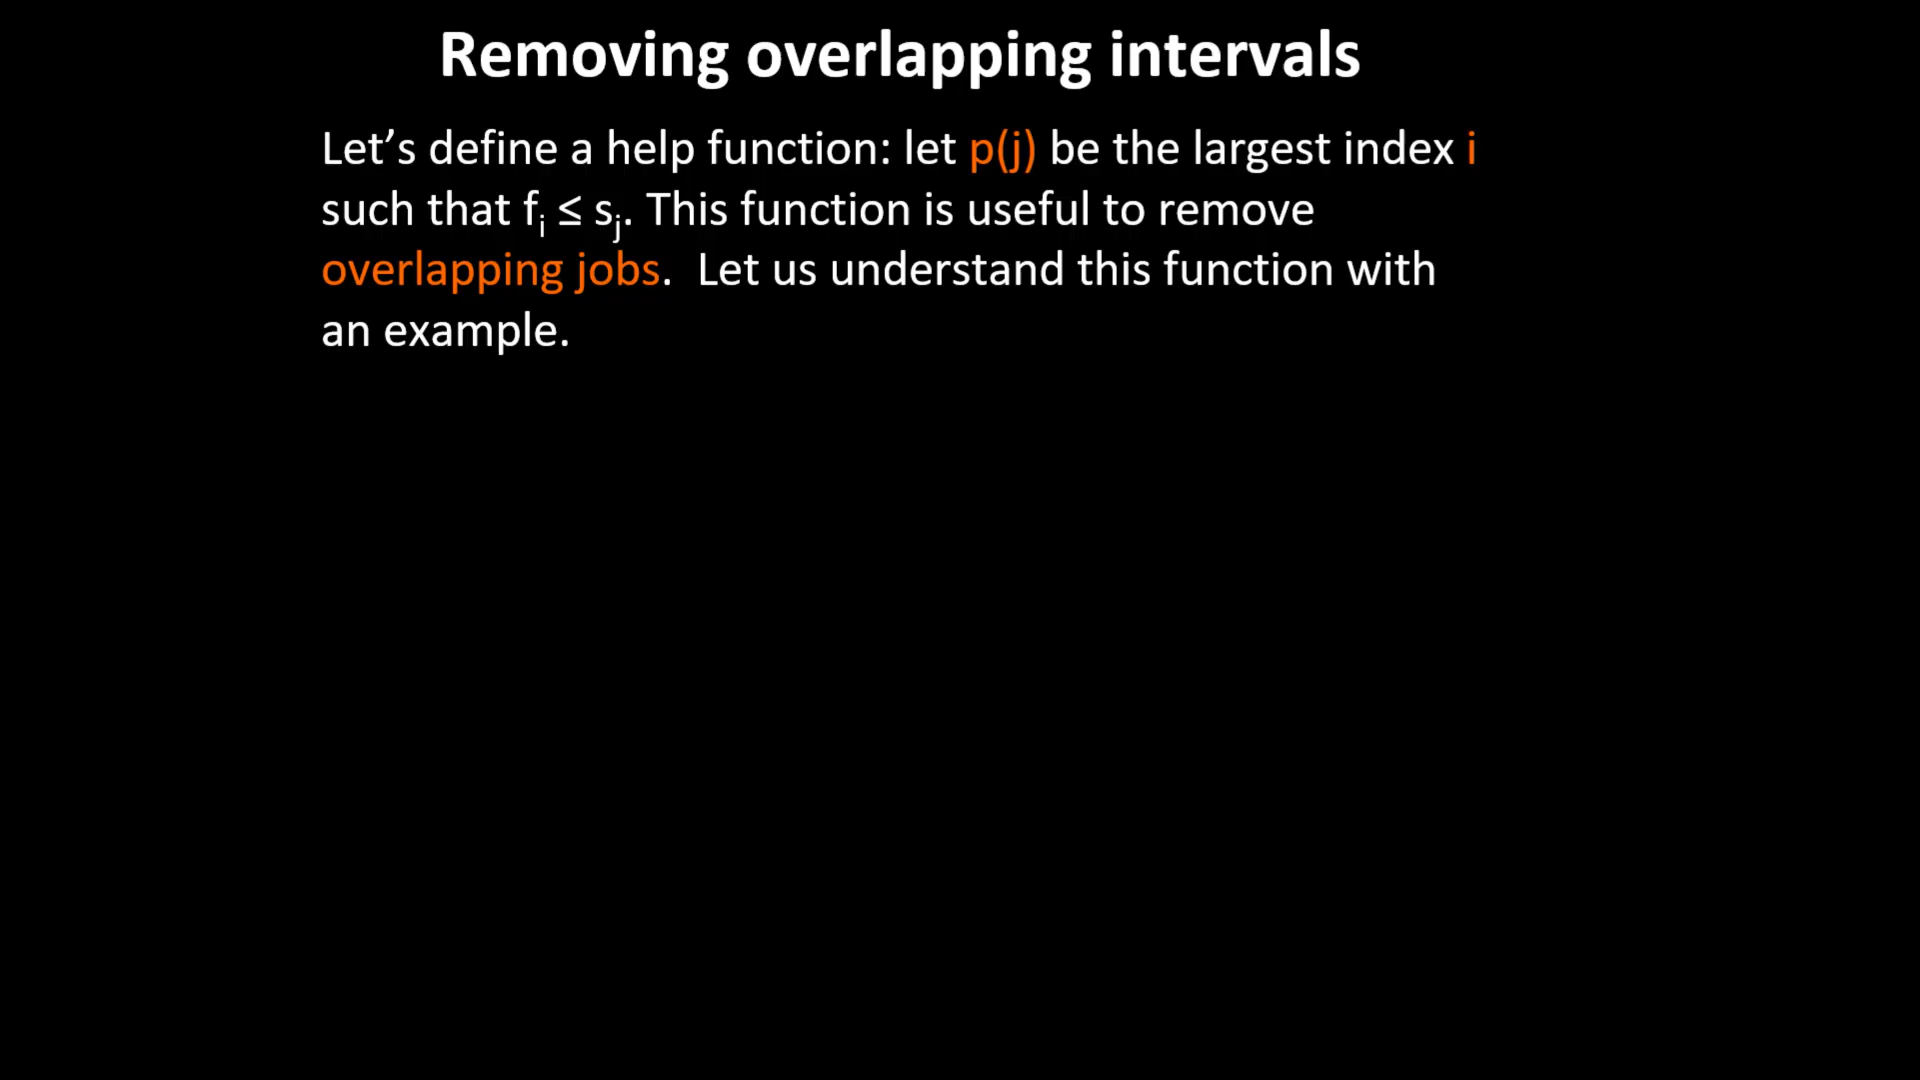 Removing overlapping intervals
Let’s define a help function: let p(j) be the largest index i
such that fᵢ ≤ sⱼ. This function is useful to remove
overlapping jobs.  Let us understand this function with
an example.